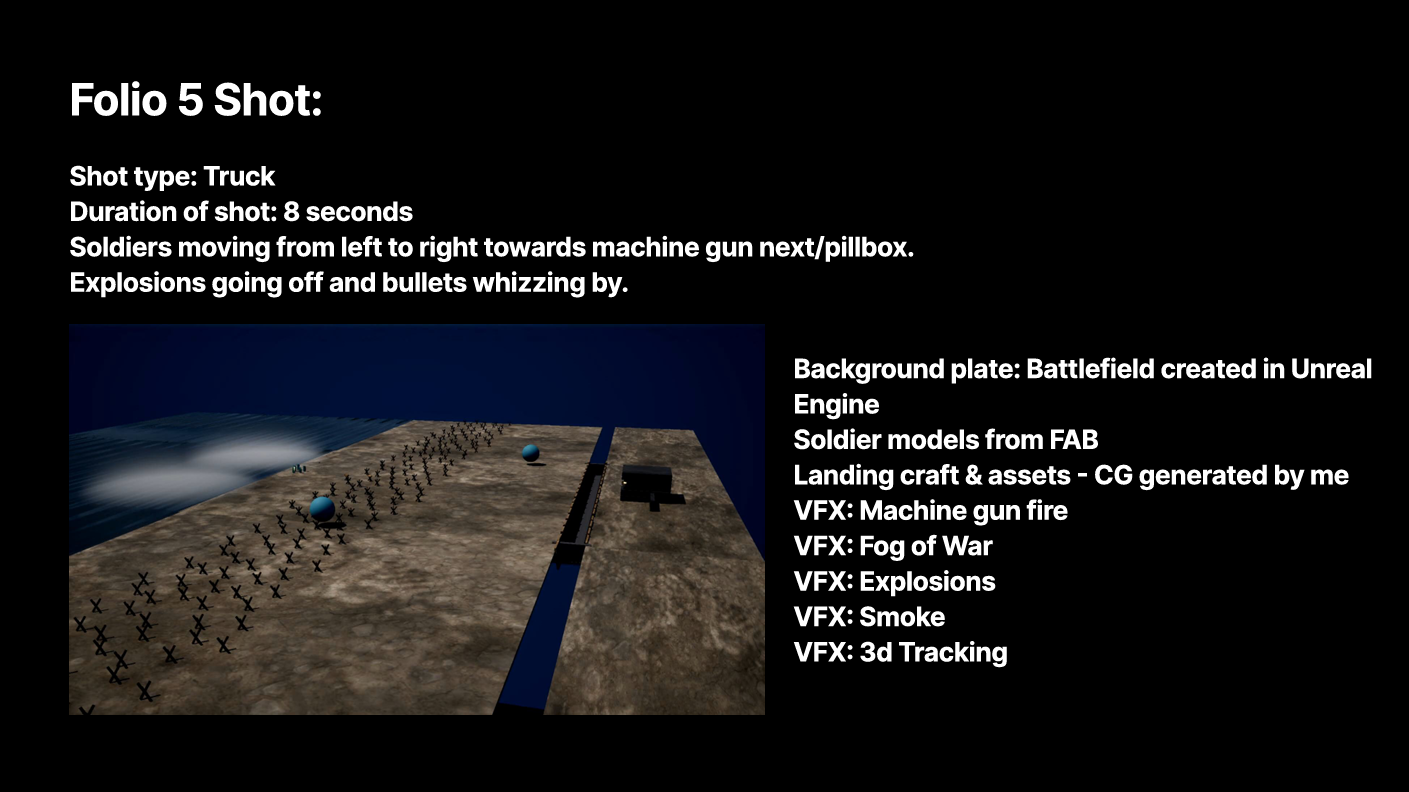 Folio 5 Shot:
Shot type: Truck
Duration of shot: 8 seconds
Soldiers moving from left to right towards machine gun next/pillbox.
Explosions going off and bullets whizzing by.
Background plate: Battlefield created in Unreal
Engine
Soldier models from FAB
Landing craft & assets - CG generated by me
VFX: Machine gun fire
VFX: Fog of War
VFX: Explosions
VFX: Smoke
VFX: 3d Tracking